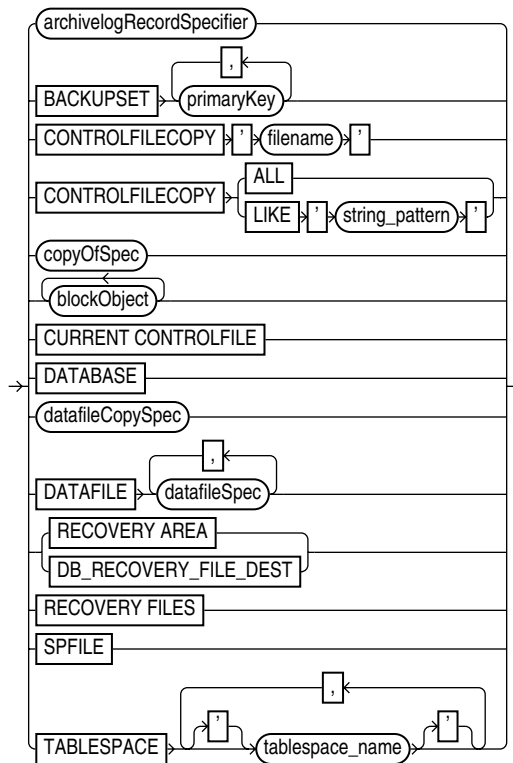 archivelogRecordSpecifier
,
BACKUPSET primaryKey
CONTROLFILECOPY ' filename '
ALL
CONTROLFILECOPY
LIKE ' string_pattern '
copyOfSpec
blockObject
CURRENT CONTROLFILE
DATABASE
datafileCopySpec
,
DATAFILE datafileSpec
RECOVERY AREA
DB_RECOVERY_FILE_DEST
RECOVERY FILES
SPFILE
,
TABLESPACE ' tablespace_name '